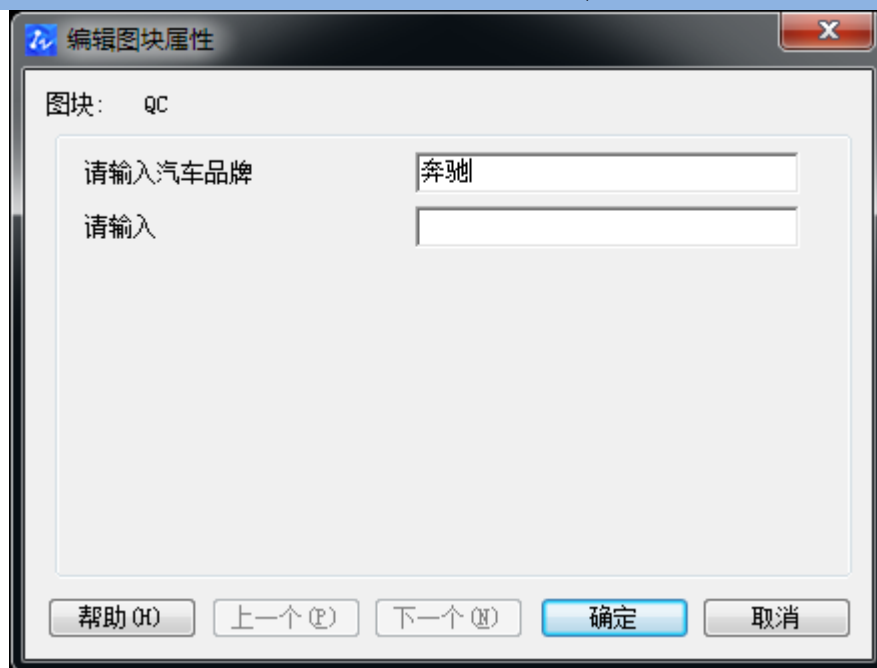 编辑图块属性
图块: QC
请输入汽车品牌 奔驰
请输入
帮助(H) 上一个(P) 下一个(N) 确定 取消